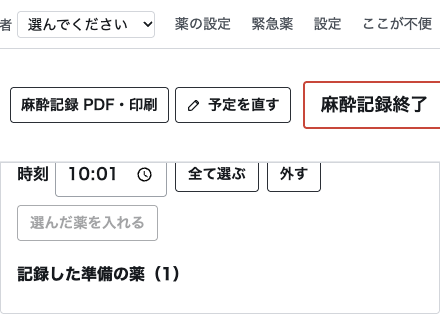 者 選んでください 薬の設定 緊急薬 設定 ここが不便
麻酔記録 PDF・印刷 予定を直す 麻酔記録終了
時刻 10:01 全て選ぶ 外す
選んだ薬を入れる
記録した準備の薬（1）